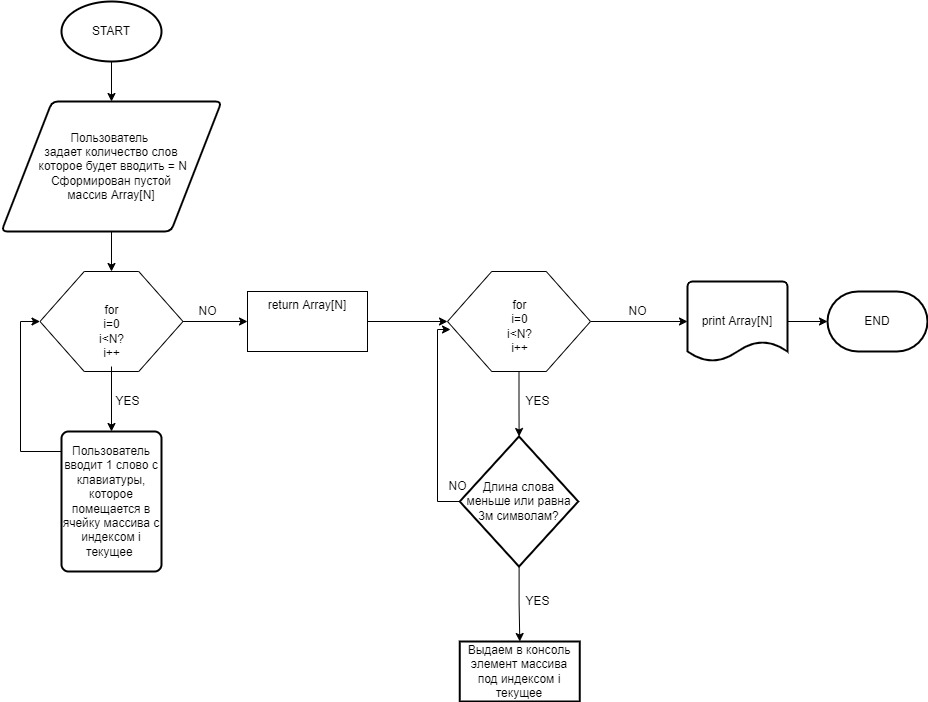 START
Пользователь
задает количество слов
которое будет вводить = N
Сформирован пустой
массив Array[N]
for
i=0
i<N?
i++
NO
return Array[N]
for
i=0
i<N?
i++
NO
print Array[N]
END
YES
Пользователь
вводит 1 слово с
клавиатуры,
которое
помещается в
ячейку массива с
индексом i
текущее
YES
NO
Длина слова
меньше или равна
3м символам?
YES
Выдаем в консоль
элемент массива
под индексом i
текущее